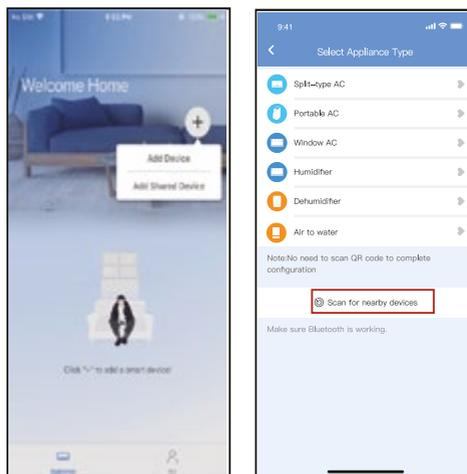 No SIM
Welcome Home
+
Add Device
Add Shared Device
Click "+" to add a smart device!
9:41
Select Appliance Type
Split-type AC
Portable AC
Window AC
Humidifier
Dehumidifier
Air to water
Note:No need to scan QR code to complete
configuration
Scan for nearby devices
Make sure Bluetooth is working.